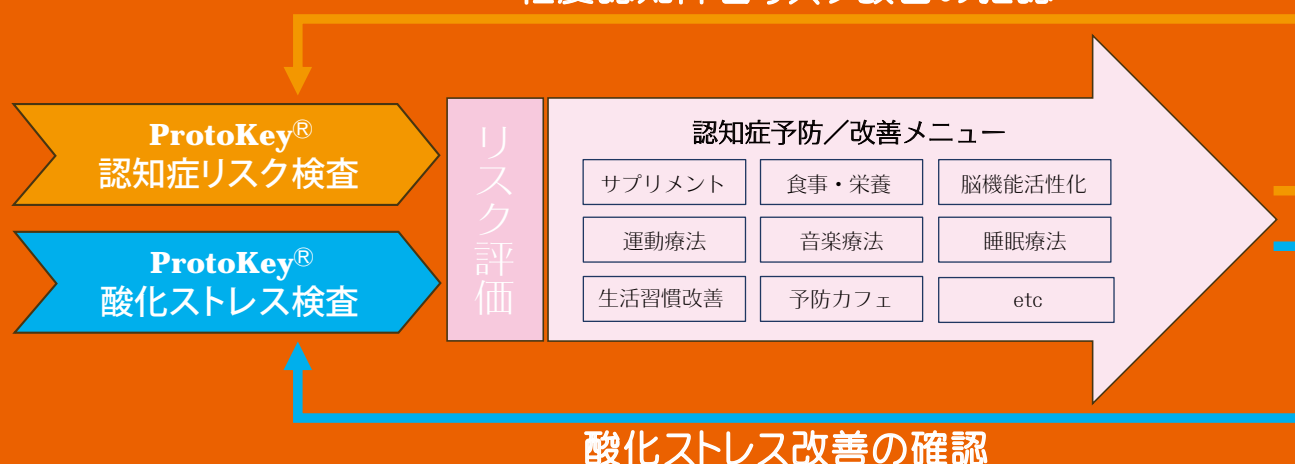 ProtoKey®
認知症リスク検査
ProtoKey®
酸化ストレス検査
リスク評価
認知症予防／改善メニュー
サプリメント
食事・栄養
脳機能活性化
運動療法
音楽療法
睡眠療法
生活習慣改善
予防カフェ
etc
酸化ストレス改善の確認